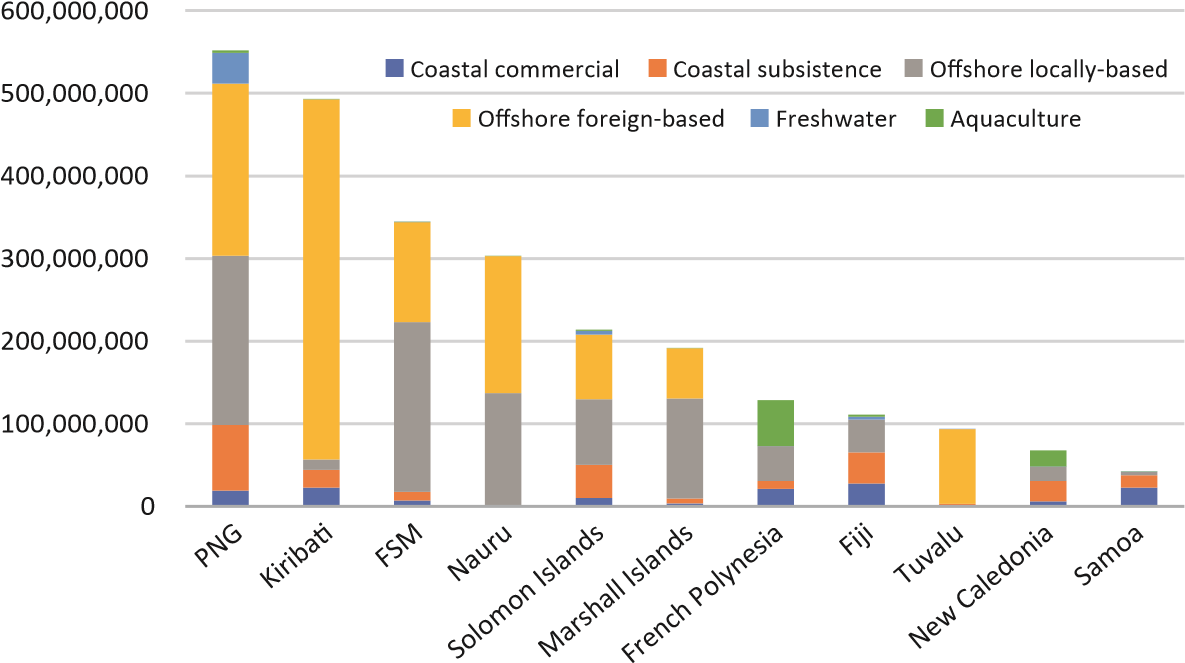 600,000,000
500,000,000
400,000,000
300,000,000
200,000,000
100,000,000
0
Coastal commercial Coastal subsistence Offshore locally-based
Offshore foreign-based Freshwater Aquaculture
PNG
Kiribati
FSM
Nauru
Solomon Islands
Marshall Islands
French Polynesia
Fiji
Tuvalu
New Caledonia
Samoa